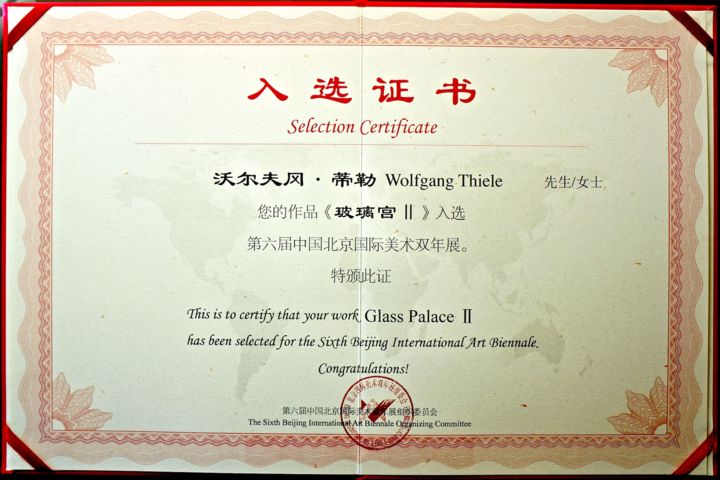 入选证书
Selection Certificate
沃尔夫冈·蒂勒 Wolfgang Thiele 先生/女士
您的作品《玻璃宫Ⅱ》入选
第六届中国北京国际美术双年展。
特颁此证
This is to certify that your work Glass Palace Ⅱ
has been selected for the Sixth Beijing International Art Biennale.
Congratulations!
第六届中国北京国际美术双年展组织委员会
The Sixth Beijing International Art Biennale Organizing Committee